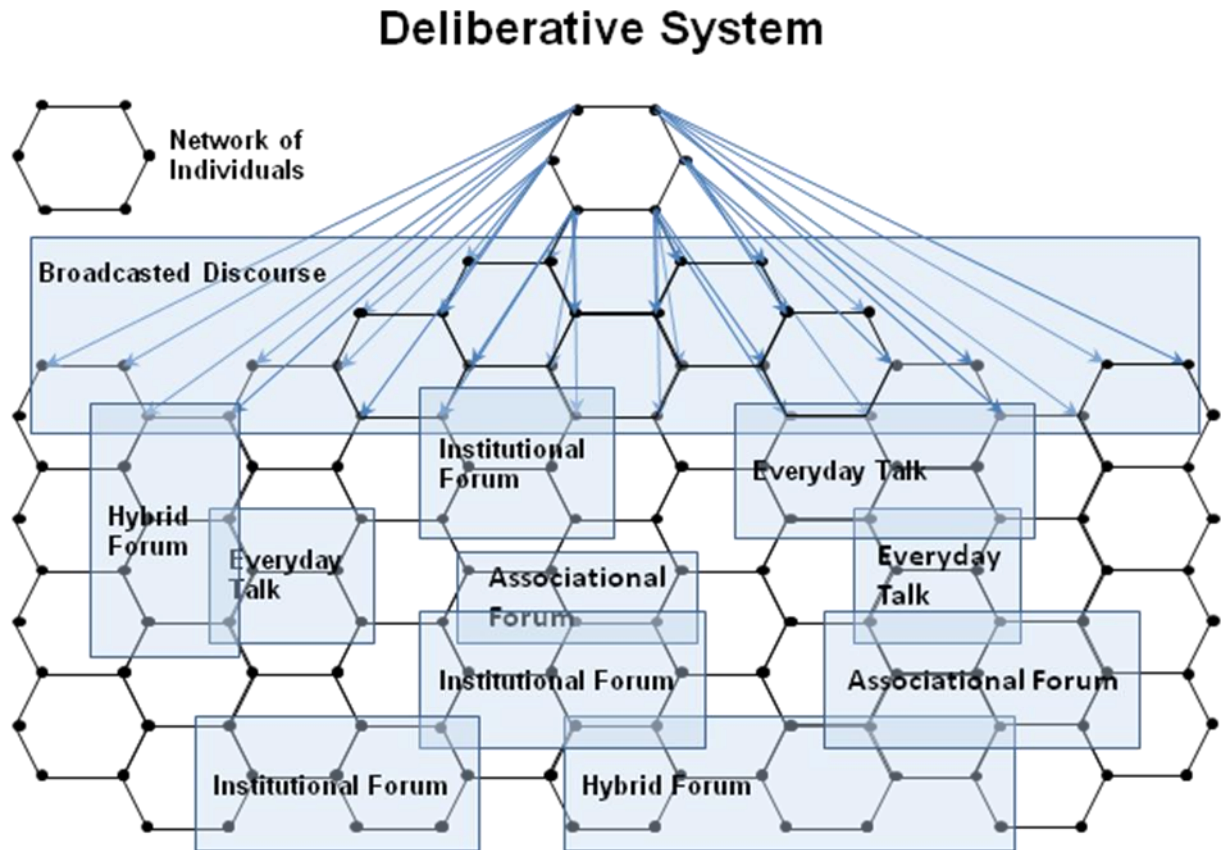 Deliberative System
Network of
Individuals
Broadcasted Discourse
Institutional
Forum
Everyday Talk
Hybrid
Forum
Everyday
Talk
Associational
Forum
Everyday
Talk
Institutional Forum
Associational Forum
Institutional Forum
Hybrid Forum